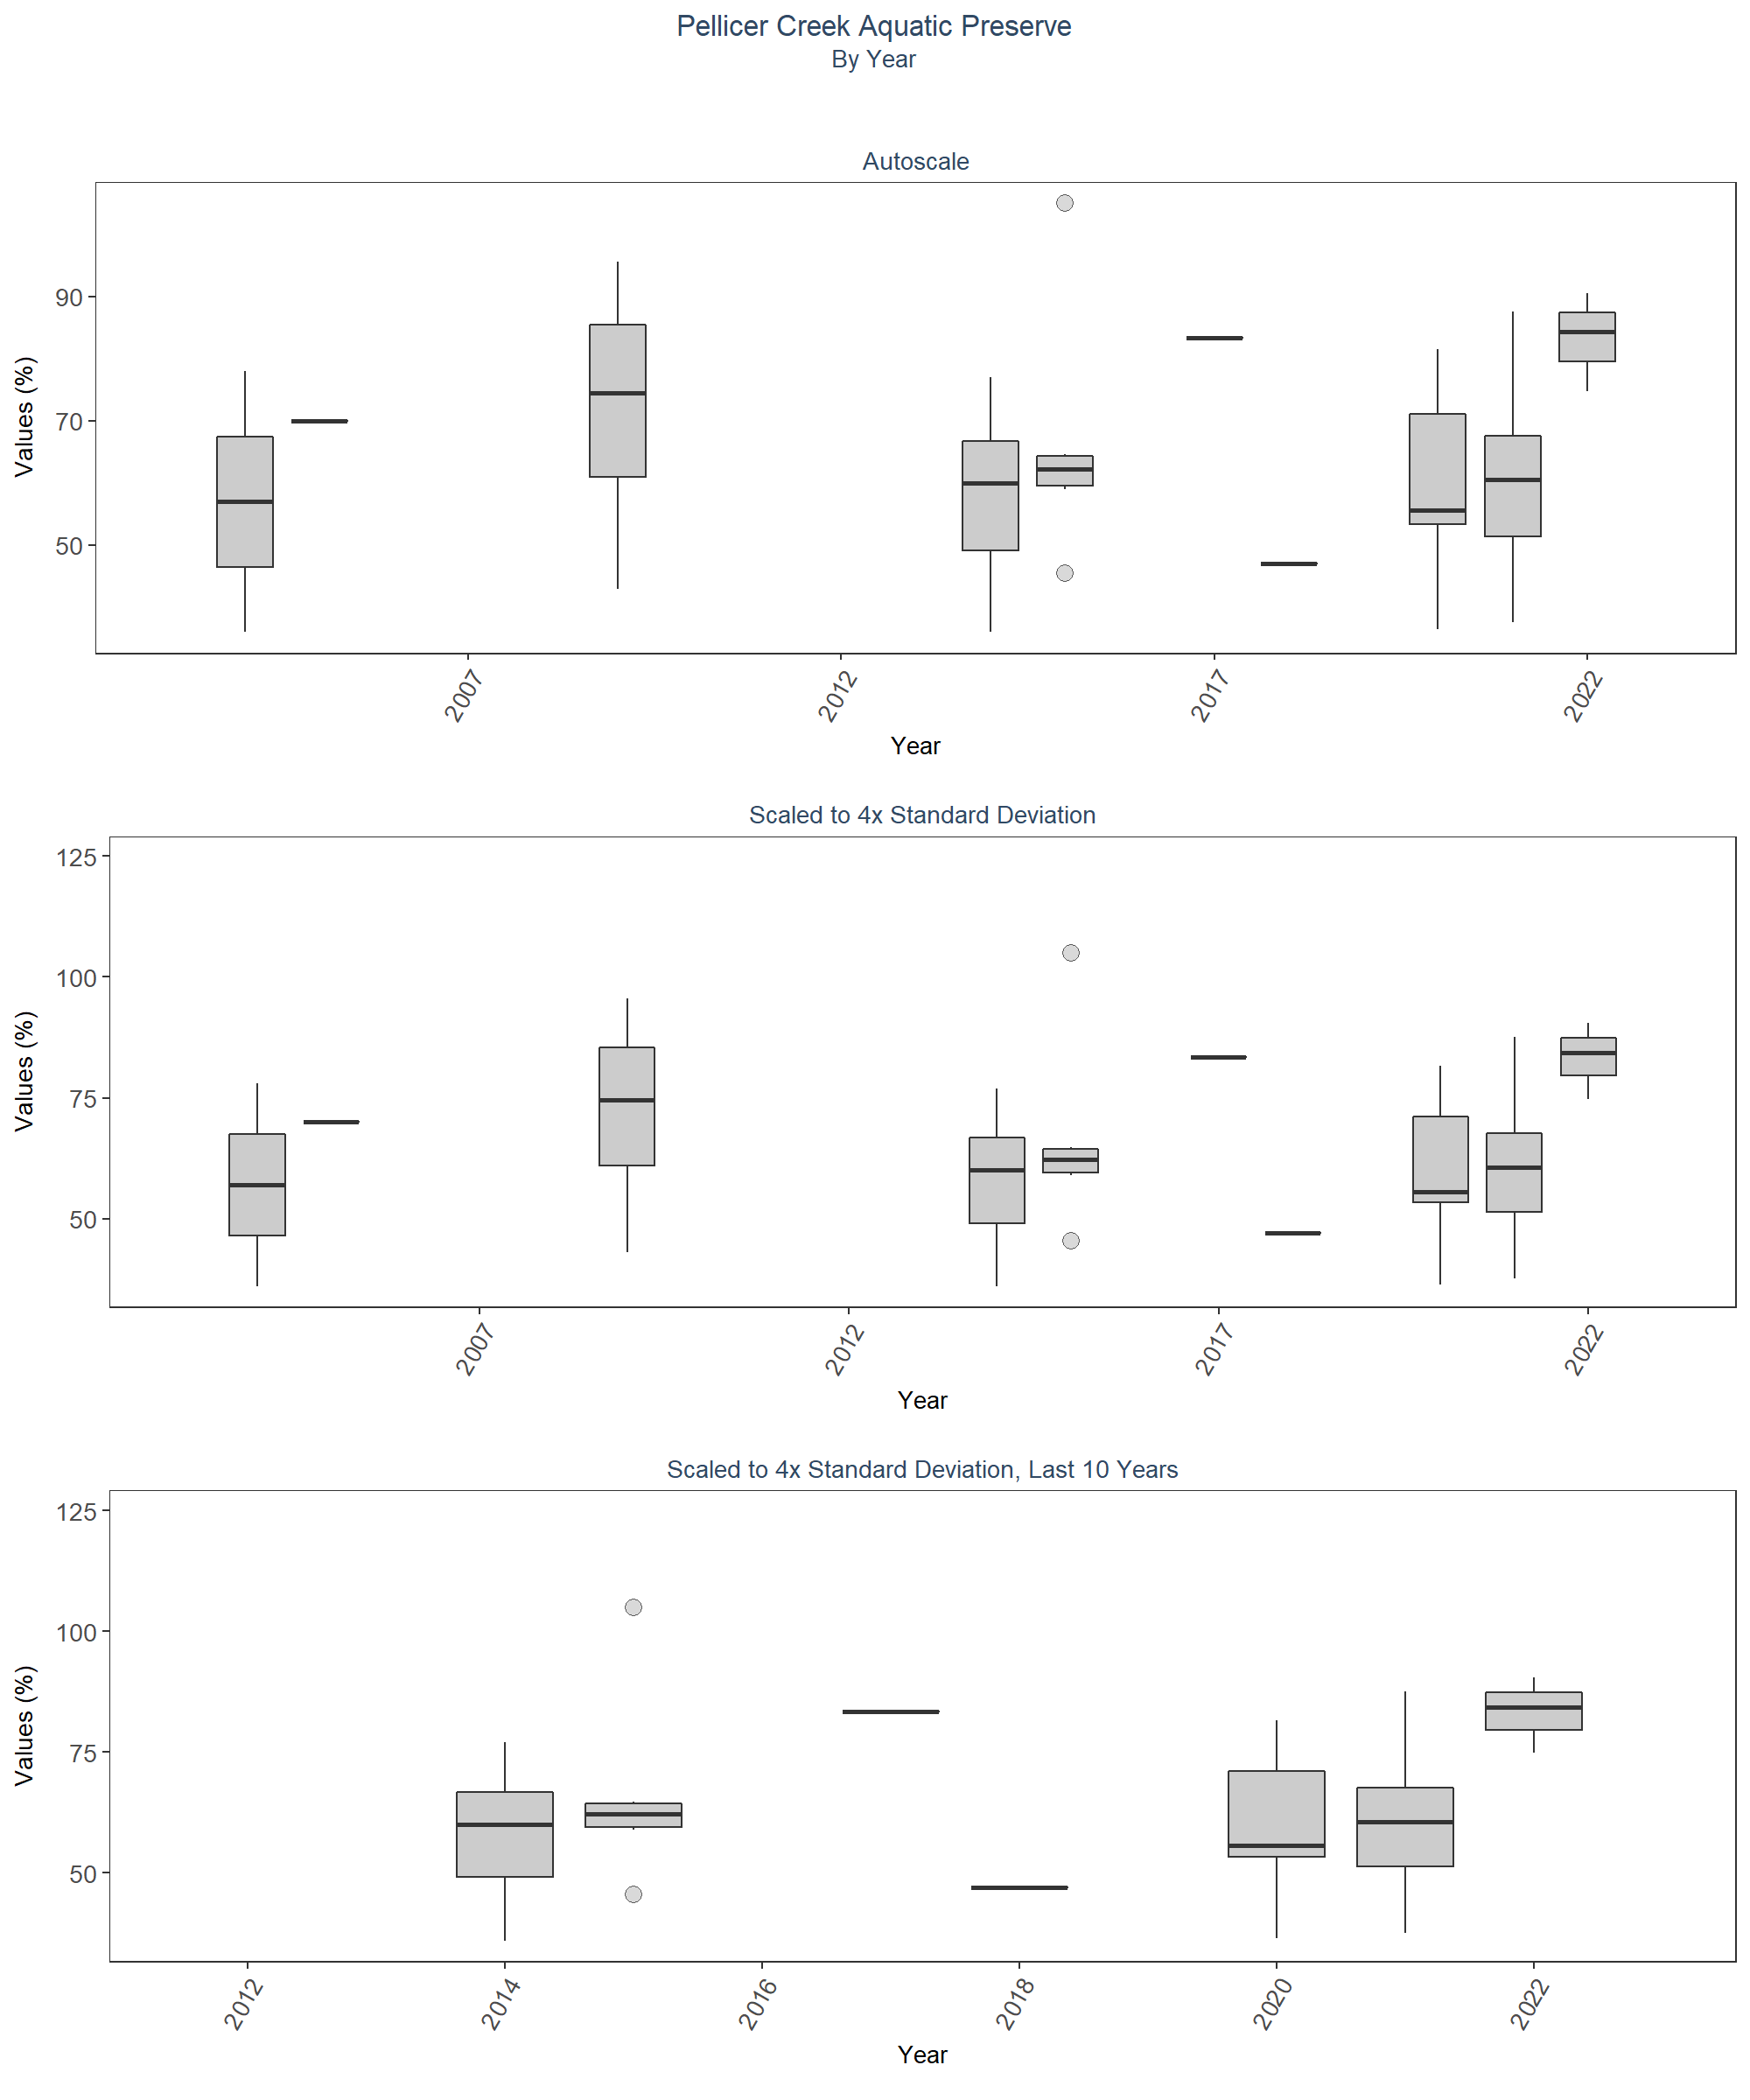 Pellicer Creek Aquatic Preserve
By Year
Autoscale
Values (%)
90
70
50
2007
2012
2017
2022
Year
Scaled to 4x Standard Deviation
Values (%)
125
100
75
50
2007
2012
2017
2022
Year
Scaled to 4x Standard Deviation, Last 10 Years
Values (%)
125
100
75
50
2012
2014
2016
2018
2020
2022
Year